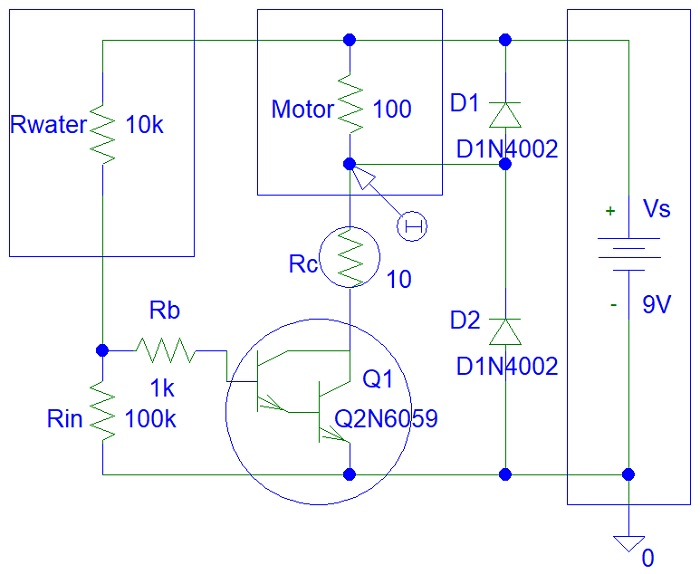 Rwater 10k
Motor 100
D1
D1N4002
+ Vs
I
Rc
10
- 9V
Rb
1k
D2
D1N4002
Q1
Rin 100k
Q2N6059
0